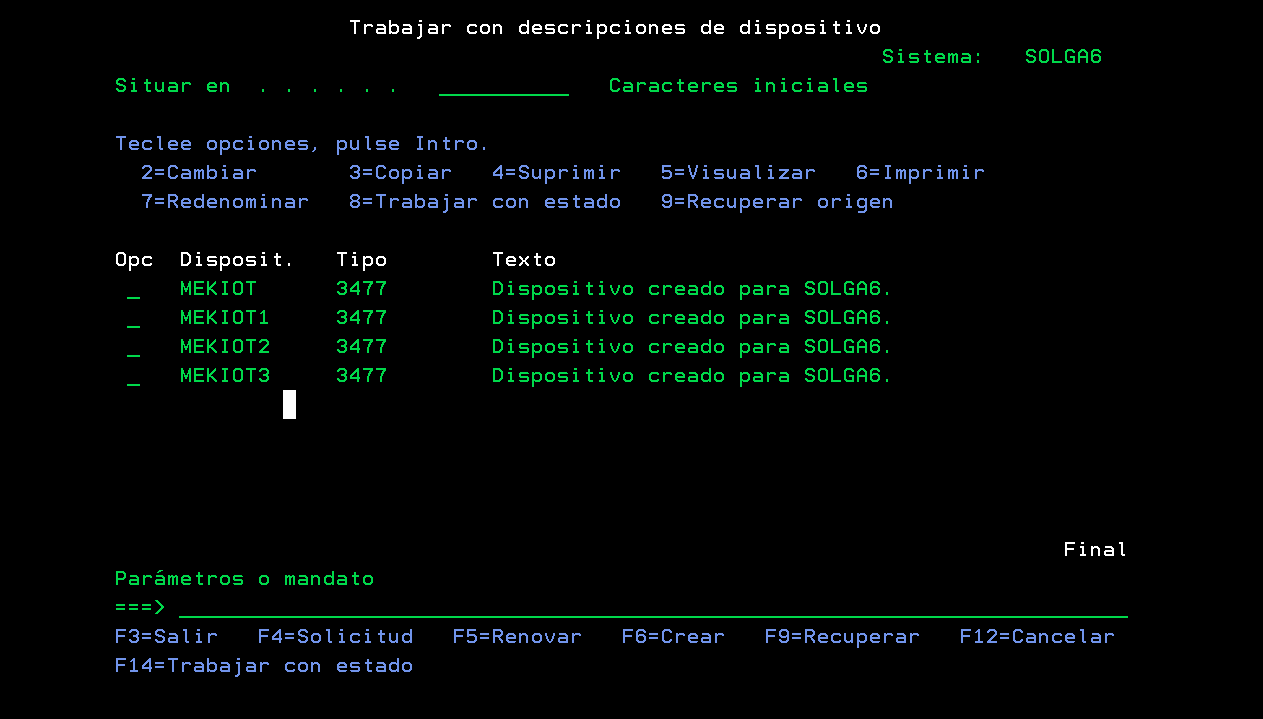 Trabajar con descripciones de dispositivo
Sistema: SOLGA6
Situar en . . . . . . __________ Caracteres iniciales
Teclee opciones, pulse Intro.
2=Cambiar 3=Copiar 4=Suprimir 5=Visualizar 6=Imprimir
7=Redenominar 8=Trabajar con estado 9=Recuperar origen
Opc Disposit. Tipo Texto
_ MEKIOT 3477 Dispositivo creado para SOLGA6.
_ MEKIOT1 3477 Dispositivo creado para SOLGA6.
_ MEKIOT2 3477 Dispositivo creado para SOLGA6.
_ MEKIOT3 3477 Dispositivo creado para SOLGA6.
Final
Parámetros o mandato
===>
F3=Salir F4=Solicitud F5=Renovar F6=Crear F9=Recuperar F12=Cancelar
F14=Trabajar con estado